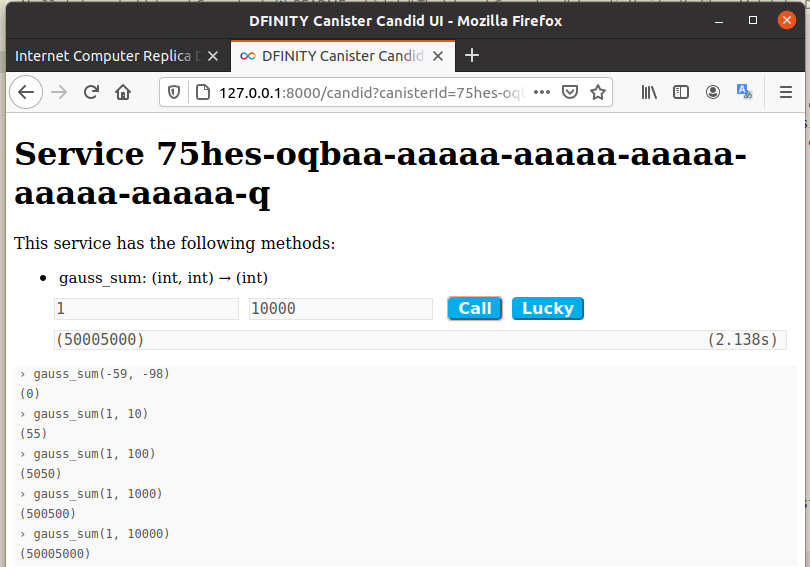 DFINITY Canister Candid UI - Mozilla Firefox
Internet Computer Replica D
DFINITY Canister Candid
127.0.0.1:8000/candid?canisterId=75hes-oql
Service 75hes-oqbaa-aaaaa-aaaaa-aaaaa-
aaaaa-aaaaa-q
This service has the following methods:
• gauss_sum: (int, int) → (int)
1 10000 Call Lucky
(50005000) (2.138s)
› gauss_sum(-59, -98)
(0)
› gauss_sum(1, 10)
(55)
› gauss_sum(1, 100)
(5050)
› gauss_sum(1, 1000)
(500500)
› gauss_sum(1, 10000)
(50005000)